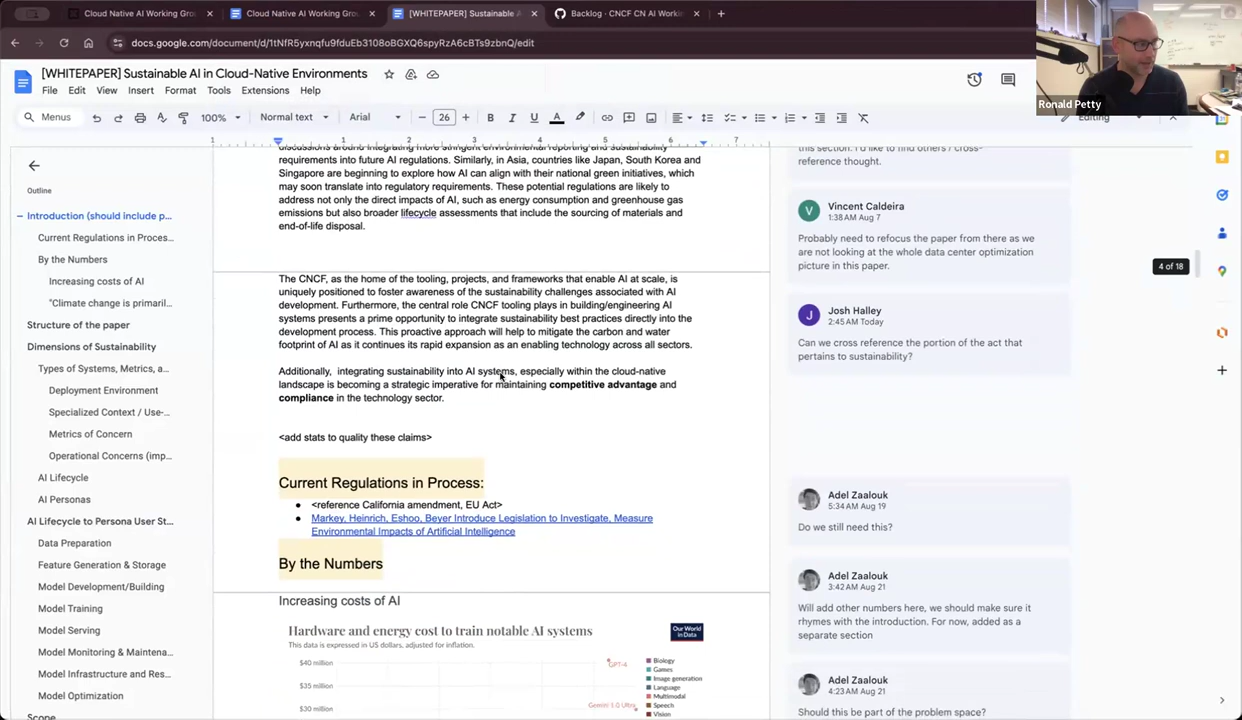 Cloud Native AI Working Gro
Cloud Native AI Working Grou
[WHITEPAPER] Sustainable A
Backlog · CNCF CN AI Working
docs.google.com/document/d/1tNfR5yxnqfu9fduEb3108oBGXQ6spyRzA6cBTs9zbnQ/edit
[WHITEPAPER] Sustainable AI in Cloud-Native Environments
File Edit View Insert Format Tools Extensions Help
Menus
100%
Normal text
Arial
26
Editing
Ronald Petty
1 1 2 3 4 5 6 7
Outline
Introduction (should include p...
Current Regulations in Proces...
By the Numbers
Increasing costs of AI
"Climate change is primaril...
Structure of the paper
Dimensions of Sustainability
Types of Systems, Metrics, a...
Deployment Environment
Specialized Context / Use-...
Metrics of Concern
Operational Concerns (imp...
AI Lifecycle
AI Personas
AI Lifecycle to Persona User St...
Data Preparation
Feature Generation & Storage
Model Development/Building
Model Training
Model Serving
Model Monitoring & Maintena...
Model Infrastructure and Res...
Model Optimization
Scope
discussions around integrating more stringent environmental reporting and sustainability
requirements into future AI regulations. Similarly, in Asia, countries like Japan, South Korea and
Singapore are beginning to explore how AI can align with their national green initiatives, which
may soon translate into regulatory requirements. These potential regulations are likely to
address not only the direct impacts of AI, such as energy consumption and greenhouse gas
emissions but also broader lifecycle assessments that include the sourcing of materials and
end-of-life disposal.
The CNCF, as the home of the tooling, projects, and frameworks that enable AI at scale, is
uniquely positioned to foster awareness of the sustainability challenges associated with AI
development. Furthermore, the central role CNCF tooling plays in building/engineering AI
systems presents a prime opportunity to integrate sustainability best practices directly into the
development process. This proactive approach will help to mitigate the carbon and water
footprint of AI as it continues its rapid expansion as an enabling technology across all sectors.
Additionally, integrating sustainability into AI systems, especially within the cloud-native
landscape is becoming a strategic imperative for maintaining competitive advantage and
compliance in the technology sector.
<add stats to quality these claims>
Current Regulations in Process:
<reference California amendment, EU Act>
Markey, Heinrich, Eshoo, Beyer Introduce Legislation to Investigate, Measure
Environmental Impacts of Artificial Intelligence
By the Numbers
Increasing costs of AI
Hardware and energy cost to train notable AI systems
This data is expressed in US dollars, adjusted for inflation.
Our World
in Data
$40 million
$35 million
$30 million
GPT-4
Gemini 1.0 Ultra
Biology
Games
Image generation
Language
Multimodal
Speech
Vision
this section. I'd like to find others / cross-
reference thought.
Vincent Caldeira
1:38 AM Aug 7
Probably need to refocus the paper from there as we
are not looking at the whole data center optimization
picture in this paper.
4 of 18
Josh Halley
2:45 AM Today
Can we cross reference the portion of the act that
pertains to sustainability?
Adel Zaalouk
5:34 AM Aug 19
Do we still need this?
Adel Zaalouk
3:42 AM Aug 21
Will add other numbers here, we should make sure it
rhymes with the introduction. For now, added as a
separate section
Adel Zaalouk
4:23 AM Aug 21
Should this be part of the problem space?